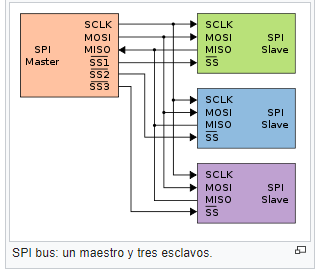 SPI
Master
SCLK
MOSI
MISO
SS1
SS2
SS3
SCLK
MOSI
MISO
SS
SPI
Slave
SCLK
MOSI
MISO
SS
SPI
Slave
SCLK
MOSI
MISO
SS
SPI
Slave
SPI bus: un maestro y tres esclavos.